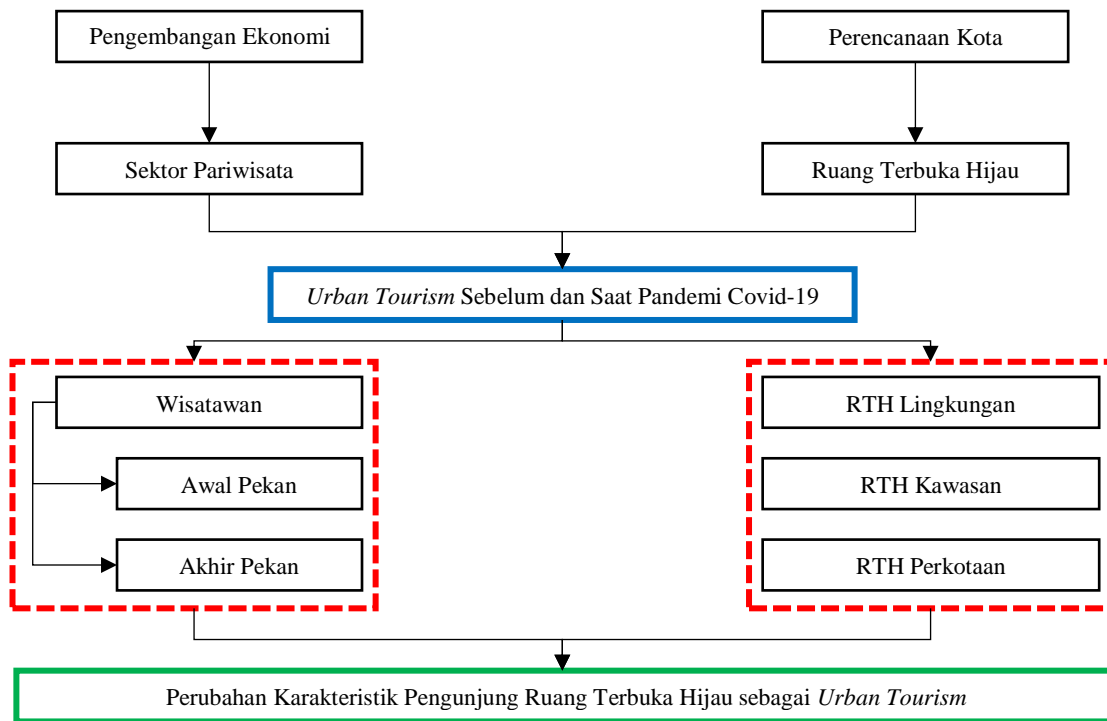 Pengembangan Ekonomi
Perencanaan Kota
Sektor Pariwisata
Ruang Terbuka Hijau
Urban Tourism Sebelum dan Saat Pandemi Covid-19
Wisatawan
Awal Pekan
Akhir Pekan
RTH Lingkungan
RTH Kawasan
RTH Perkotaan
Perubahan Karakteristik Pengunjung Ruang Terbuka Hijau sebagai Urban Tourism